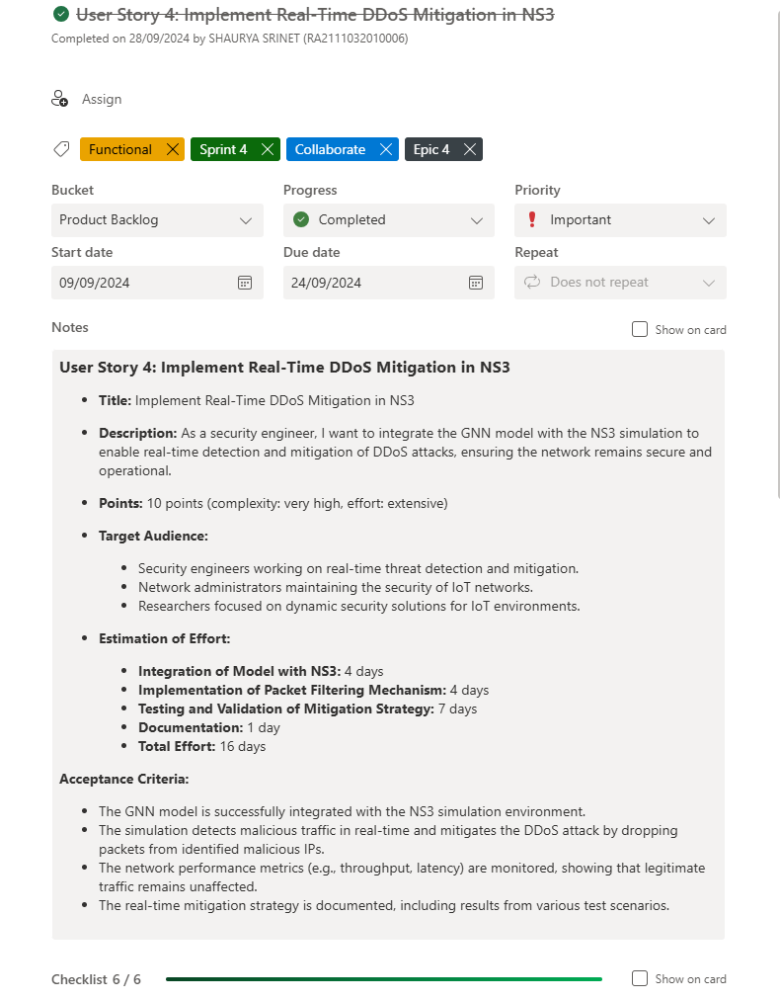 User Story 4: Implement Real-Time DDoS Mitigation in NS3
Completed on 28/09/2024 by SHAURYA SRINET (RA2111032010006)
Assign
Functional Sprint 4 Collaborate Epic 4
Bucket Progress Priority
Product Backlog Completed Important
Start date Due date Repeat
09/09/2024 24/09/2024 Does not repeat
Notes Show on card
User Story 4: Implement Real-Time DDoS Mitigation in NS3
Title: Implement Real-Time DDoS Mitigation in NS3
Description: As a security engineer, I want to integrate the GNN model with the NS3 simulation to
enable real-time detection and mitigation of DDoS attacks, ensuring the network remains secure and
operational.
Points: 10 points (complexity: very high, effort: extensive)
Target Audience:
Security engineers working on real-time threat detection and mitigation.
Network administrators maintaining the security of IoT networks.
Researchers focused on dynamic security solutions for IoT environments.
Estimation of Effort:
Integration of Model with NS3: 4 days
Implementation of Packet Filtering Mechanism: 4 days
Testing and Validation of Mitigation Strategy: 7 days
Documentation: 1 day
Total Effort: 16 days
Acceptance Criteria:
The GNN model is successfully integrated with the NS3 simulation environment.
The simulation detects malicious traffic in real-time and mitigates the DDoS attack by dropping
packets from identified malicious IPs.
The network performance metrics (e.g., throughput, latency) are monitored, showing that legitimate
traffic remains unaffected.
The real-time mitigation strategy is documented, including results from various test scenarios.
Checklist 6 / 6 Show on card